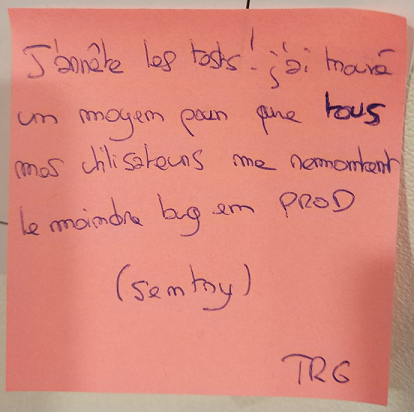 J'arrête les tests ! j'ai trouvé
un moyen pour que tous
mes utilisateurs me remontent
le moindre bug en PROD
(sentry)
TRG